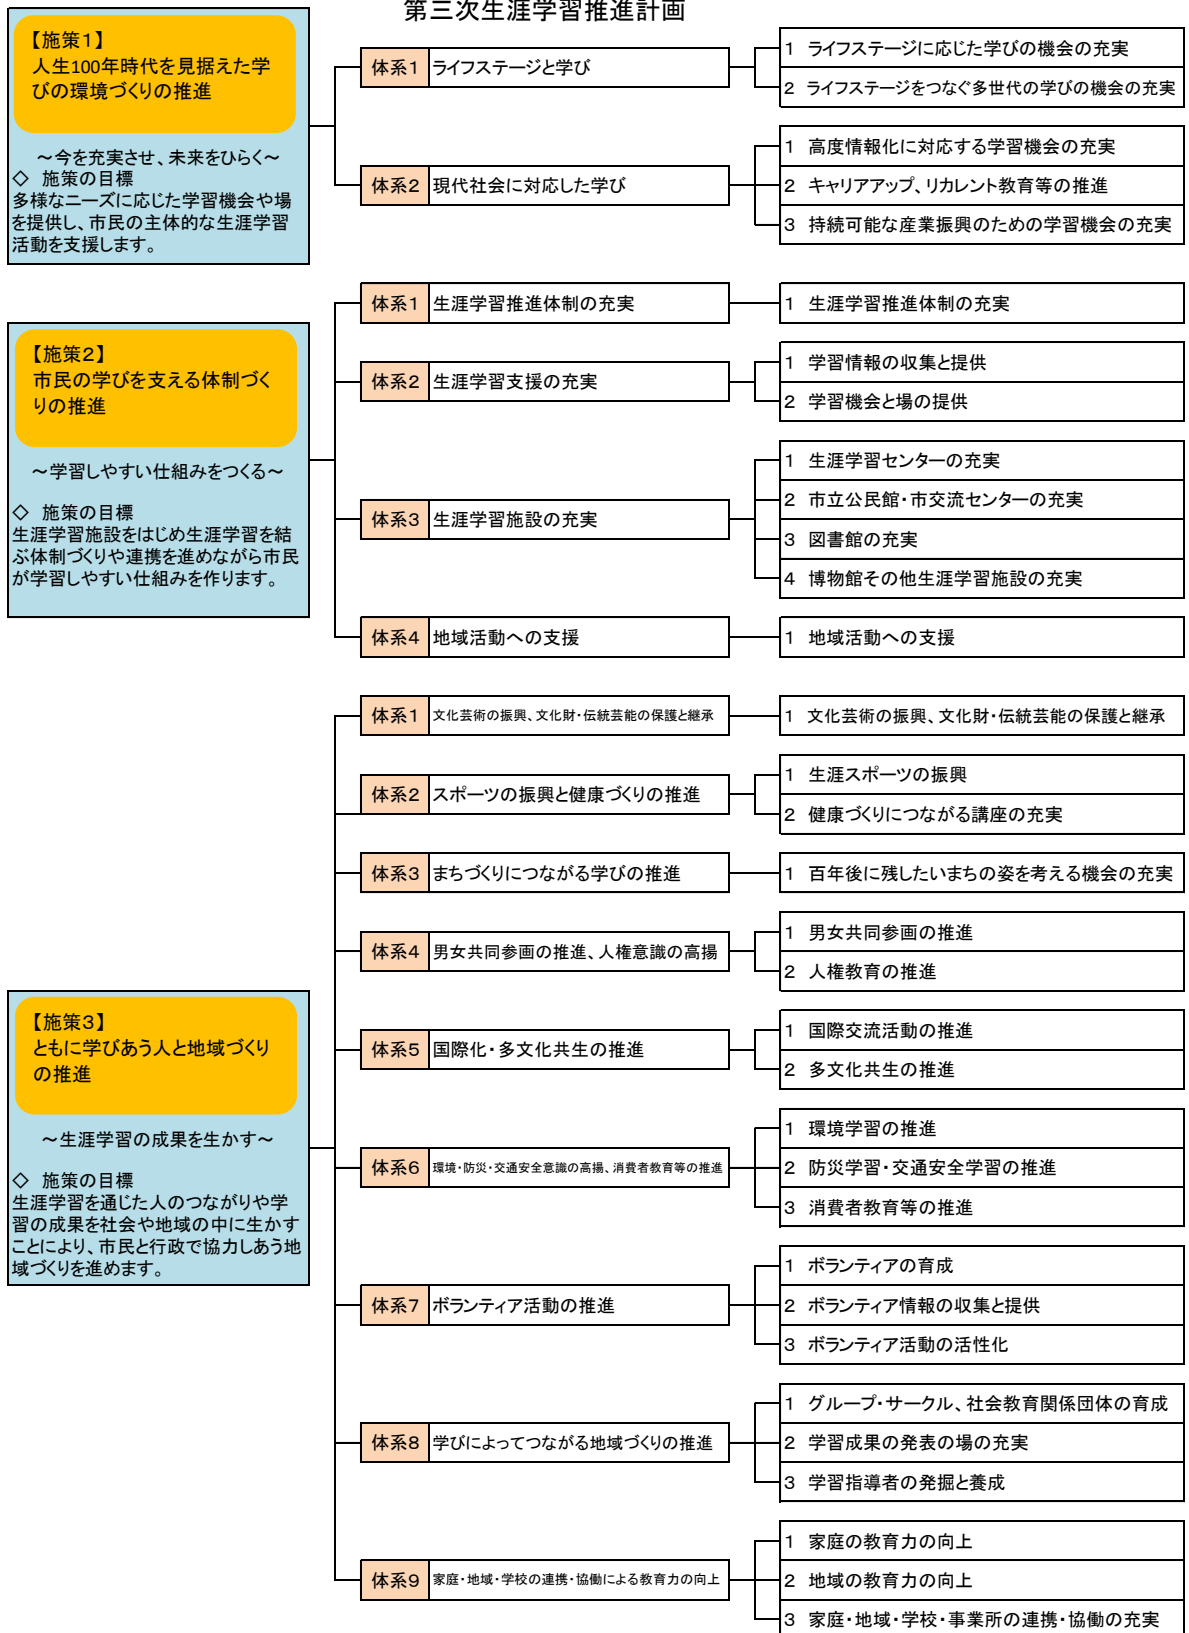 第三次生涯学習推進計画
【施策1】
人生100年時代を見据えた学
びの環境づくりの推進
～今を充実させ、未来をひらく～
◇ 施策の目標
多様なニーズに応じた学習機会や場
を提供し、市民の主体的な生涯学習
活動を支援します。
体系1 ライフステージと学び
1 ライフステージに応じた学びの機会の充実
2 ライフステージをつなぐ多世代の学びの機会の充実
体系2 現代社会に対応した学び
1 高度情報化に対応する学習機会の充実
2 キャリアアップ、リカレント教育等の推進
3 持続可能な産業振興のための学習機会の充実
【施策2】
市民の学びを支える体制づく
りの推進
～学習しやすい仕組みをつくる～
◇ 施策の目標
生涯学習施設をはじめ生涯学習を結
ぶ体制づくりや連携を進めながら市民
が学習しやすい仕組みを作ります。
体系1 生涯学習推進体制の充実
1 生涯学習推進体制の充実
体系2 生涯学習支援の充実
1 学習情報の収集と提供
2 学習機会と場の提供
体系3 生涯学習施設の充実
1 生涯学習センターの充実
2 市立公民館・市交流センターの充実
3 図書館の充実
4 博物館その他生涯学習施設の充実
体系4 地域活動への支援
1 地域活動への支援
【施策3】
ともに学びあう人と地域づくり
の推進
～生涯学習の成果を生かす～
◇ 施策の目標
生涯学習を通じた人のつながりや学
習の成果を社会や地域の中に生かす
ことにより、市民と行政で協力しあう地
域づくりを進めます。
体系1 文化芸術の振興、文化財・伝統芸能の保護と継承
1 文化芸術の振興、文化財・伝統芸能の保護と継承
体系2 スポーツの振興と健康づくりの推進
1 生涯スポーツの振興
2 健康づくりにつながる講座の充実
体系3 まちづくりにつながる学びの推進
1 百年後に残したいまちの姿を考える機会の充実
体系4 男女共同参画の推進、人権意識の高揚
1 男女共同参画の推進
2 人権教育の推進
体系5 国際化・多文化共生の推進
1 国際交流活動の推進
2 多文化共生の推進
体系6 環境・防災・交通安全意識の高揚、消費者教育等の推進
1 環境学習の推進
2 防災学習・交通安全学習の推進
3 消費者教育等の推進
体系7 ボランティア活動の推進
1 ボランティアの育成
2 ボランティア情報の収集と提供
3 ボランティア活動の活性化
体系8 学びによってつながる地域づくりの推進
1 グループ・サークル、社会教育関係団体の育成
2 学習成果の発表の場の充実
3 学習指導者の発掘と養成
体系9 家庭・地域・学校の連携・協働による教育力の向上
1 家庭の教育力の向上
2 地域の教育力の向上
3 家庭・地域・学校・事業所の連携・協働の充実